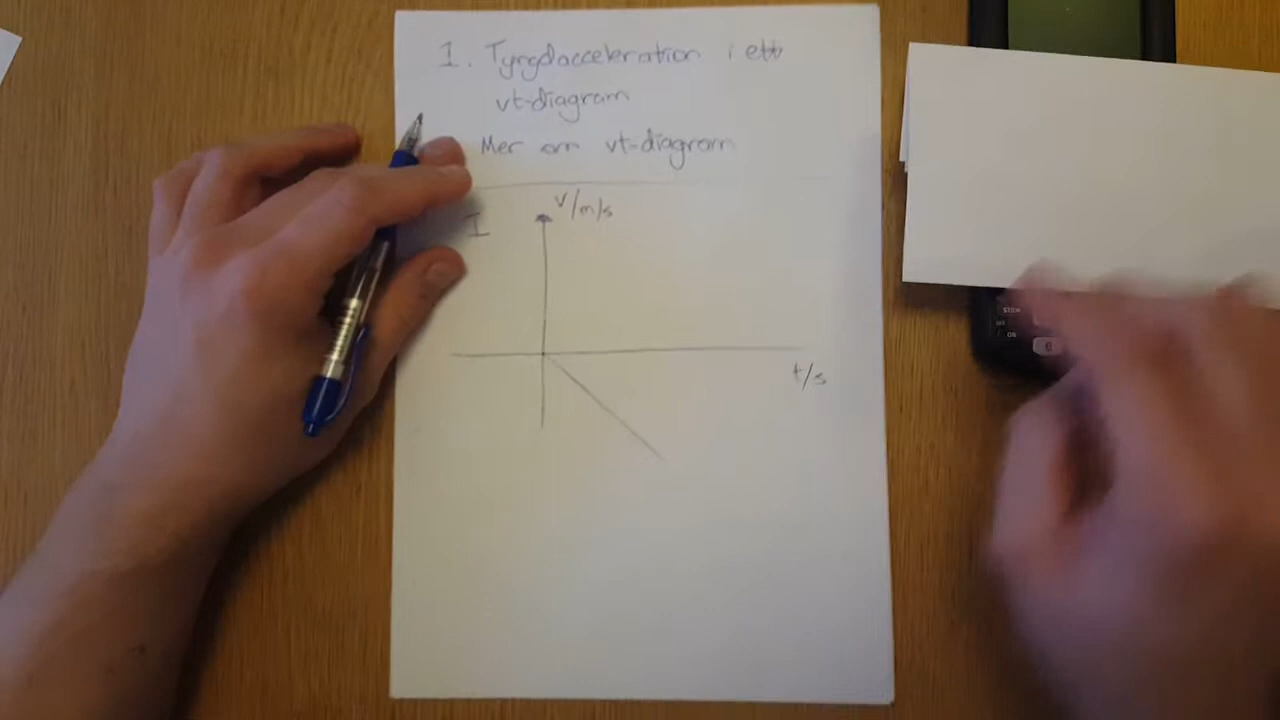 1. Tyngdacceleration i ett
vt-diagram
Mer om vt-diagram
I
v/m/s
t/s